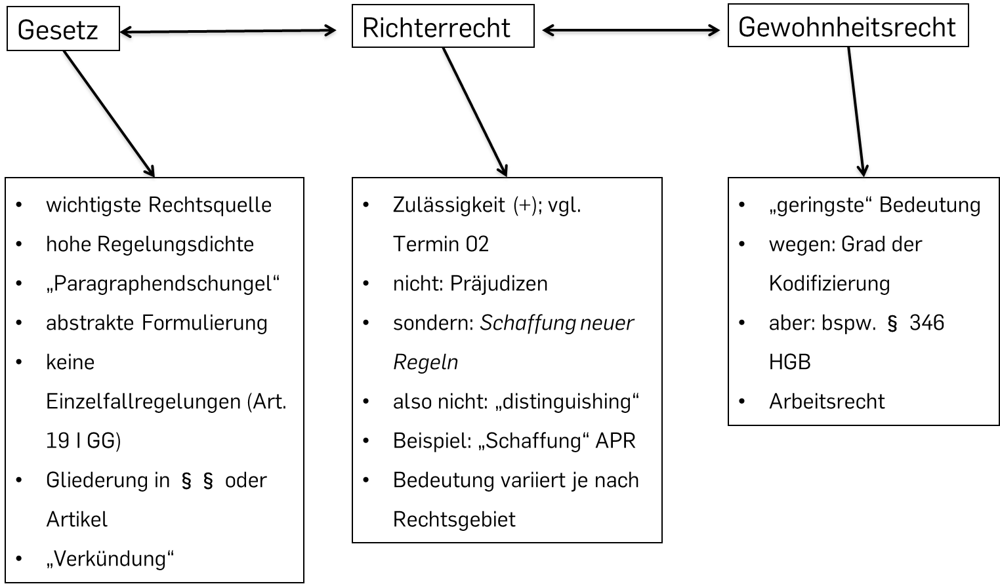 Gesetz
Richterrecht
Gewohnheitsrecht
• wichtigste Rechtsquelle
• hohe Regelungsdichte
• „Paragraphendschungel“
• abstrakte Formulierung
• keine
Einzelfallregelungen (Art.
19 I GG)
• Gliederung in § § oder
Artikel
• „Verkündung“
• Zulässigkeit (+); vgl.
Termin 02
• nicht: Präjudizen
• sondern: Schaffung neuer
Regeln
• also nicht: „distinguishing“
• Beispiel: „Schaffung“ APR
• Bedeutung variiert je nach
Rechtsgebiet
• „geringste“ Bedeutung
• wegen: Grad der
Kodifizierung
• aber: bspw. § 346
HGB
• Arbeitsrecht